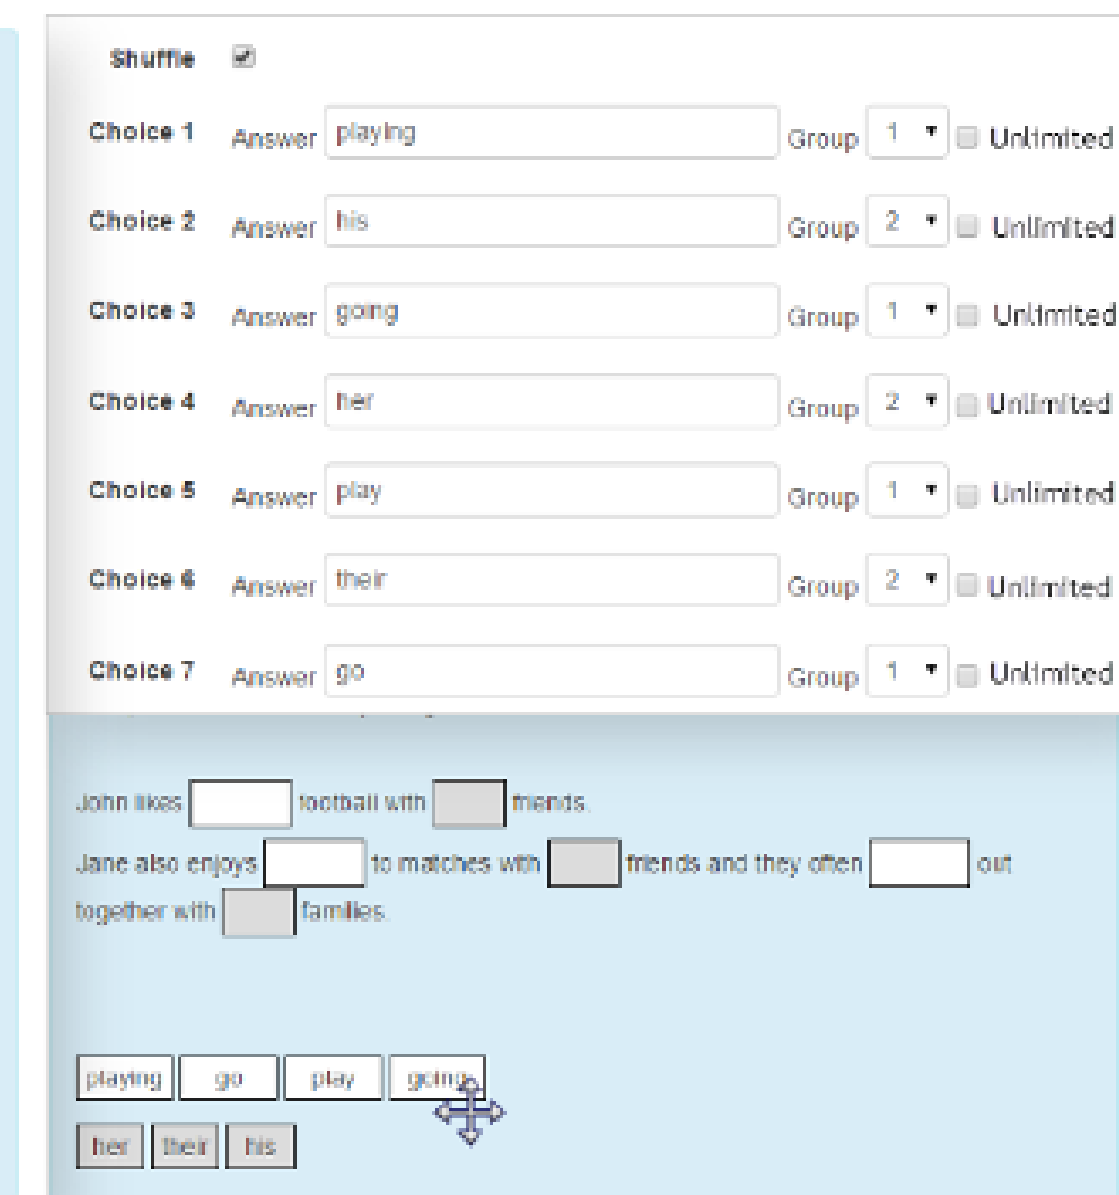 Shuffle
Choice 1 Answer playing Group 1 Unlimited
Choice 2 Answer his Group 2 Unlimited
Choice 3 Answer going Group 1 Unlimited
Choice 4 Answer her Group 2 Unlimited
Choice 5 Answer play Group 1 Unlimited
Choice 6 Answer their Group 2 Unlimited
Choice 7 Answer go Group 1 Unlimited
John likes football with friends.
Jane also enjoys to matches with friends and they often out
together with families.
playing go play going
her their his